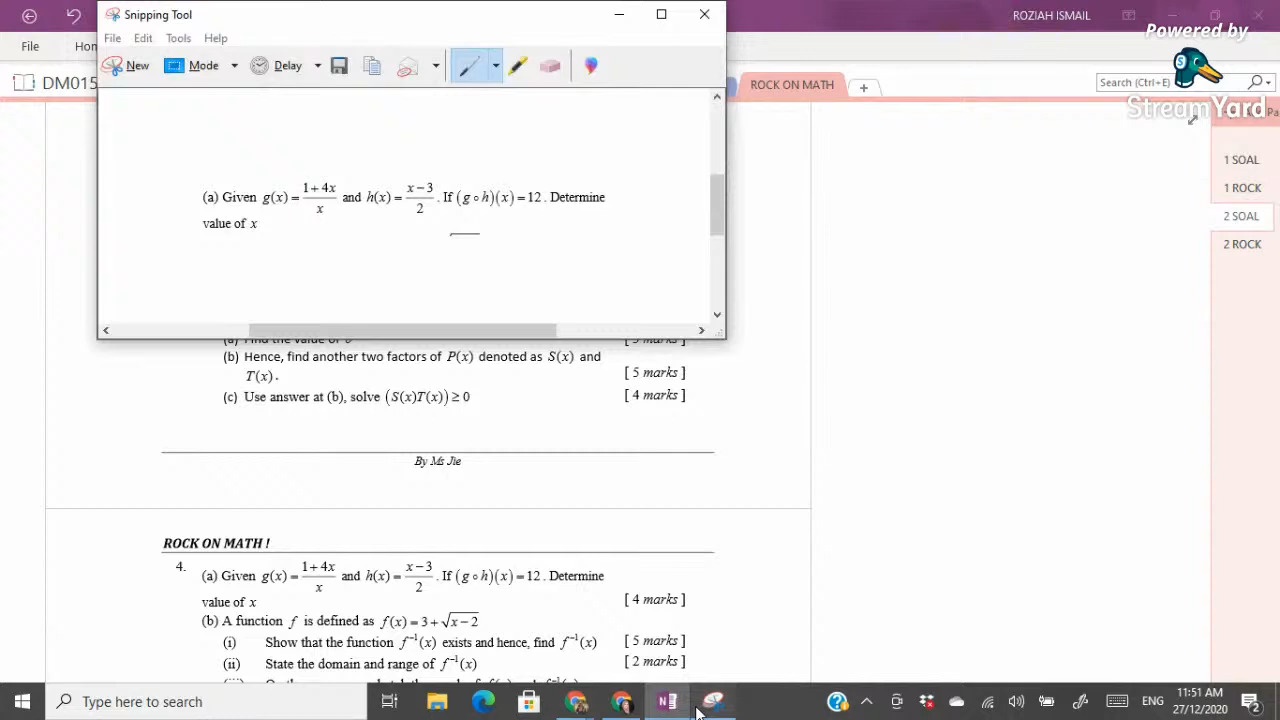 Snipping Tool
File Edit Tools Help
New Mode Delay
(a) Given g(x) = (1 + 4x)/x and h(x) = (x − 3)/2 . If (g ∘ h)(x) = 12 . Determine
value of x
ROZIAH ISMAIL
Powered by
StreamYard
File
DM015
ROCK ON MATH
Search (Ctrl+E)
1 SOAL
1 ROCK
2 SOAL
2 ROCK
(b) Hence, find another two factors of P(x) denoted as S(x) and
T(x) . [ 5 marks ]
(c) Use answer at (b), solve (S(x)T(x)) ≥ 0 [ 4 marks ]
By Ms Jie
ROCK ON MATH !
4.
(a) Given g(x) = (1 + 4x)/x and h(x) = (x − 3)/2 . If (g ∘ h)(x) = 12 . Determine
value of x [ 4 marks ]
(b) A function f is defined as f(x) = 3 + √(x − 2)
(i) Show that the function f⁻¹(x) exists and hence, find f⁻¹(x) [ 5 marks ]
(ii) State the domain and range of f⁻¹(x) [ 2 marks ]
Type here to search
ENG
11:51 AM
27/12/2020
2